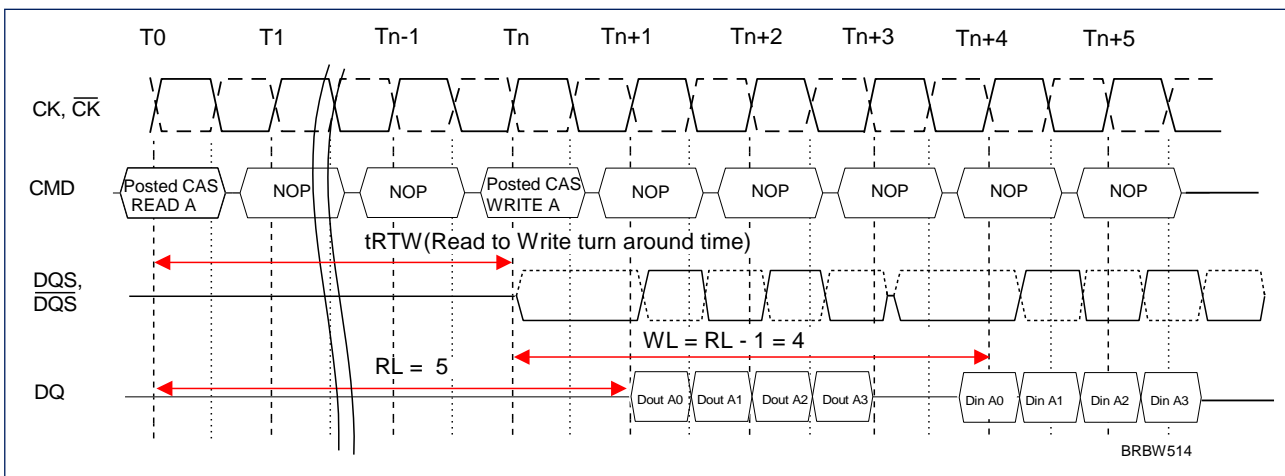 T0 T1 Tn-1 Tn Tn+1 Tn+2 Tn+3 Tn+4 Tn+5
CK, CK
CMD
Posted CAS
READ A
NOP
NOP
Posted CAS
WRITE A
NOP
NOP
NOP
NOP
NOP
tRTW(Read to Write turn around time)
DQS,
DQS
WL = RL - 1 = 4
RL = 5
DQ
Dout A0 Dout A1 Dout A2 Dout A3 Din A0 Din A1 Din A2 Din A3
BRBW514